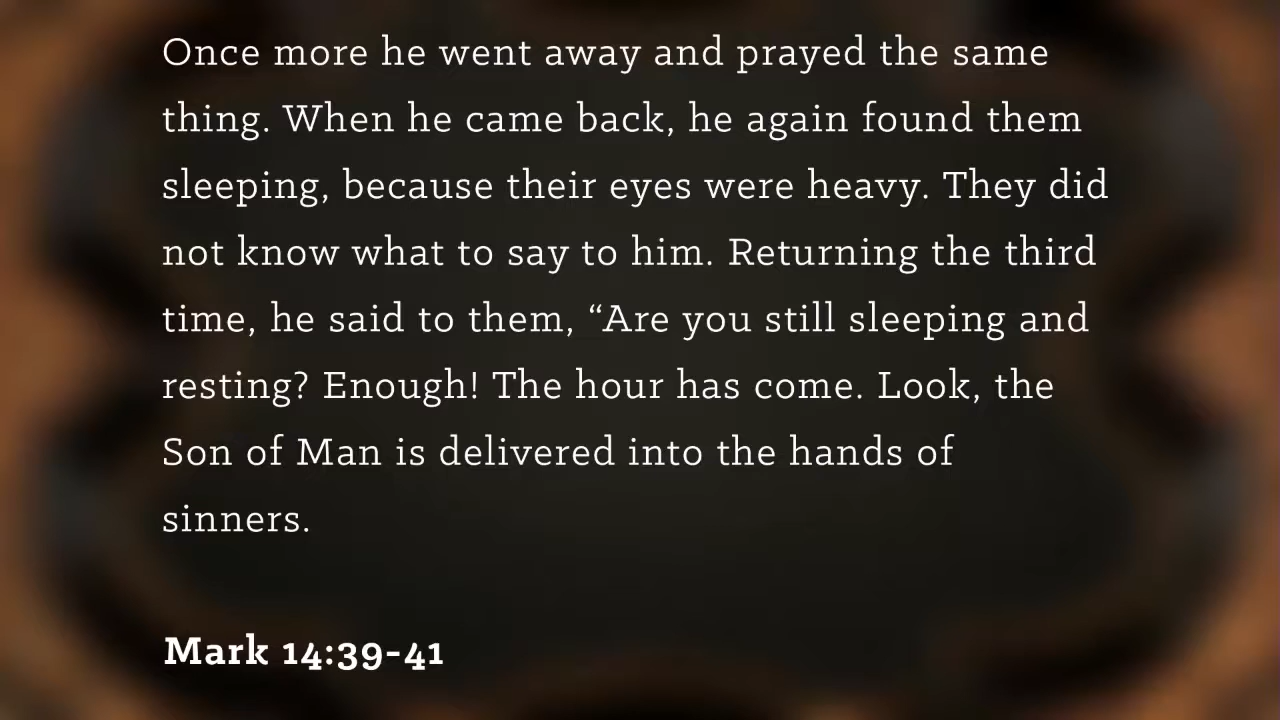 Once more he went away and prayed the same
thing. When he came back, he again found them
sleeping, because their eyes were heavy. They did
not know what to say to him. Returning the third
time, he said to them, “Are you still sleeping and
resting? Enough! The hour has come. Look, the
Son of Man is delivered into the hands of
sinners.
Mark 14:39-41